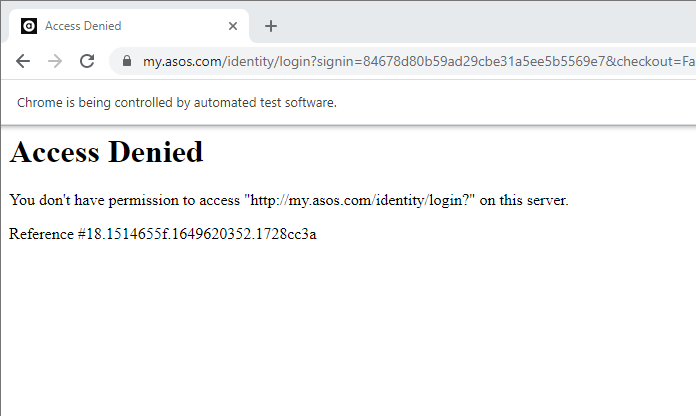 Access Denied
my.asos.com/identity/login?signin=84678d80b59ad29cbe31a5ee5b5569e7&checkout=Fa
Chrome is being controlled by automated test software.
Access Denied
You don't have permission to access "http://my.asos.com/identity/login?" on this server.
Reference #18.1514655f.1649620352.1728cc3a